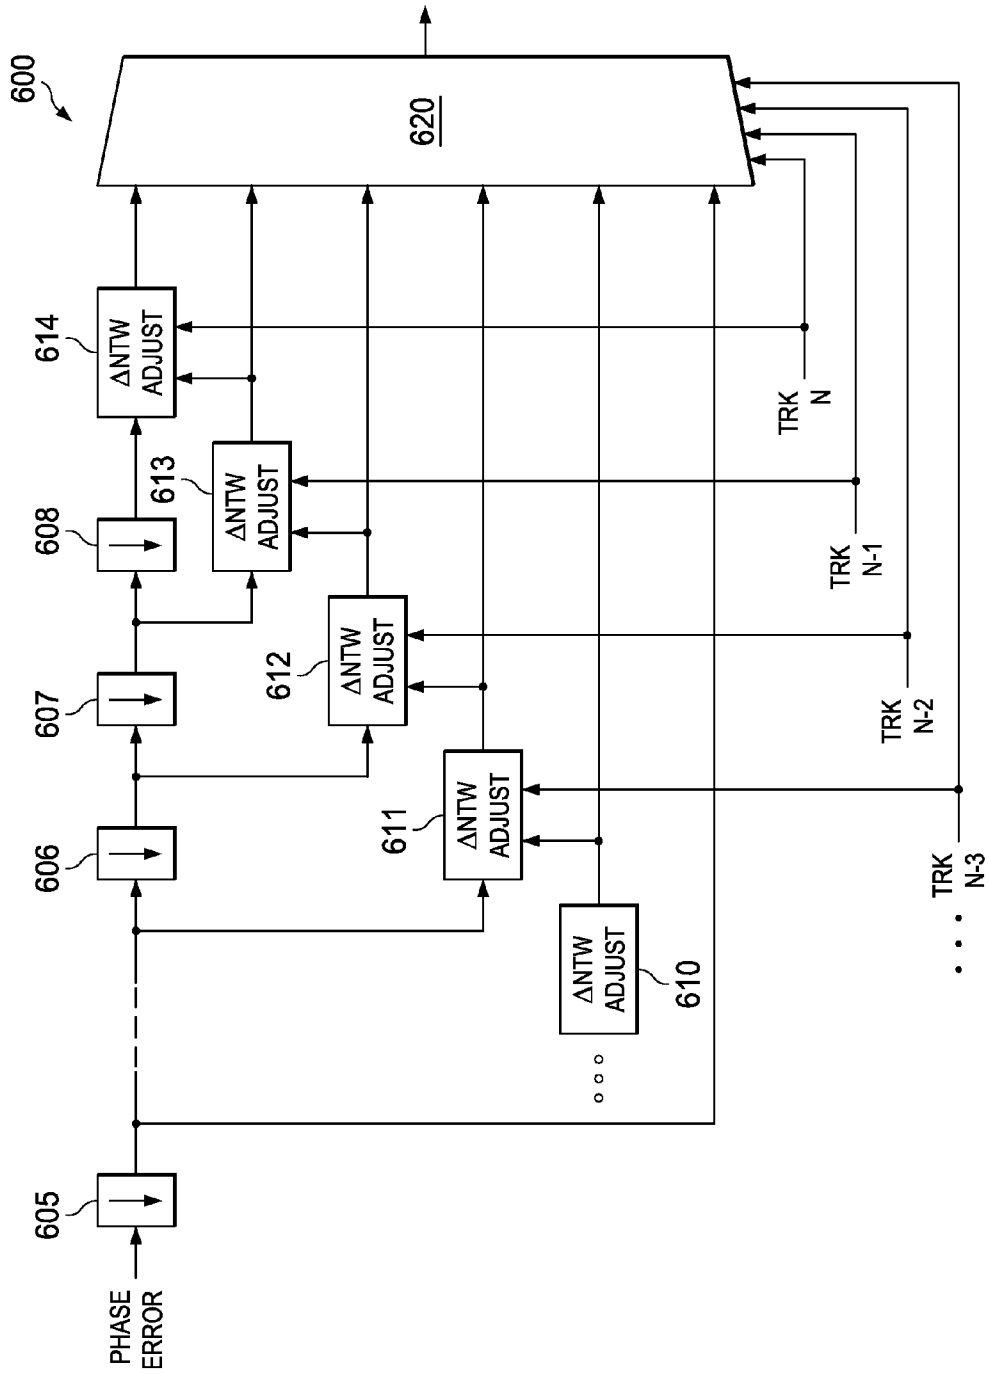 600
620
614
ΔNTW
ADJUST
613
ΔNTW
ADJUST
608
612
ΔNTW
ADJUST
607
611
ΔNTW
ADJUST
606
ΔNTW
ADJUST
610
605
PHASE
ERROR
TRK
N
TRK
N-1
TRK
N-2
TRK
N-3